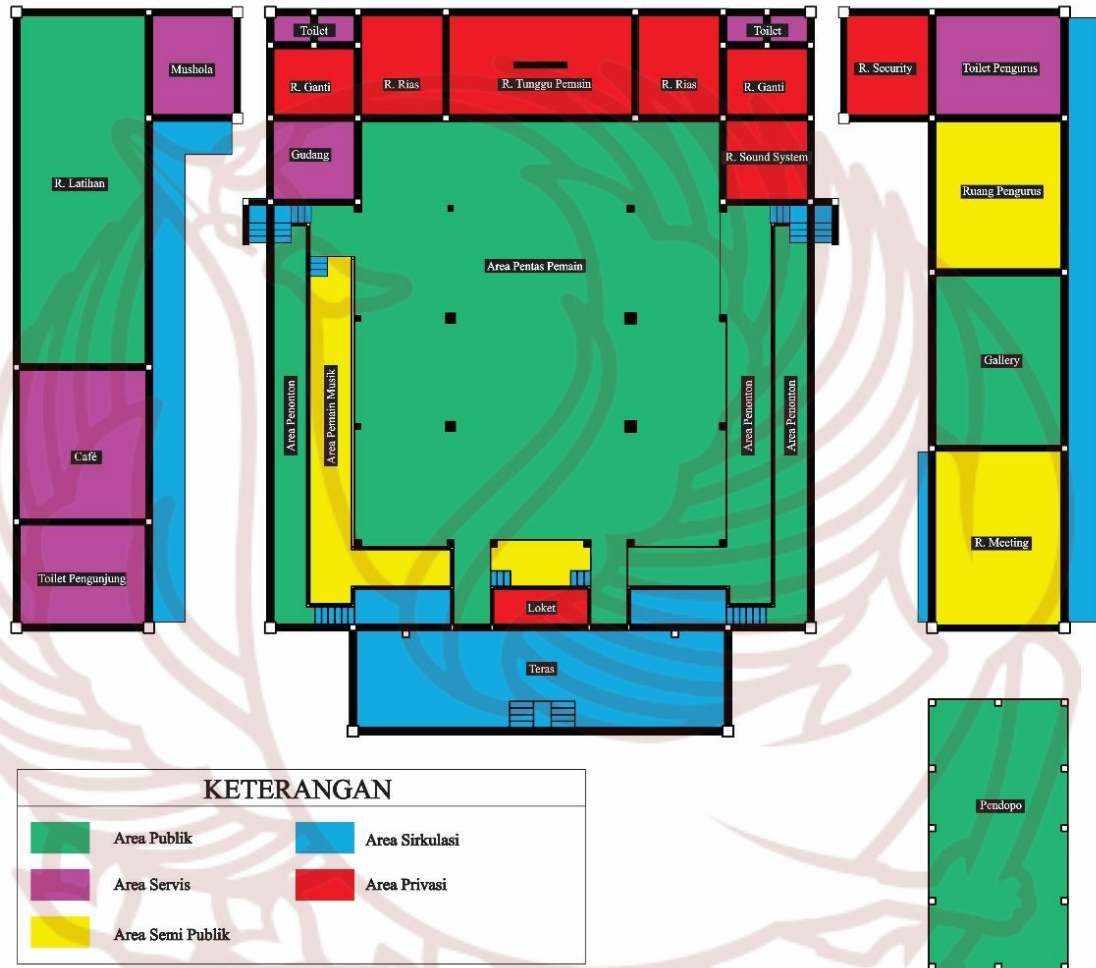 Toilet
Toilet
Mushola
R. Security
Toilet Pengurus
R. Ganti
R. Rias
R. Tunggu Pemain
R. Rias
R. Ganti
Gudang
R. Sound System
R. Latihan
Ruang Pengurus
Area Pentas Pemain
Gallery
Area Penonton
Area Pemain Musik
Area Penonton
Area Penonton
Café
R. Meeting
Toilet Pengunjung
Loket
Teras
Pendopo
KETERANGAN
Area Publik
Area Sirkulasi
Area Servis
Area Privasi
Area Semi Publik